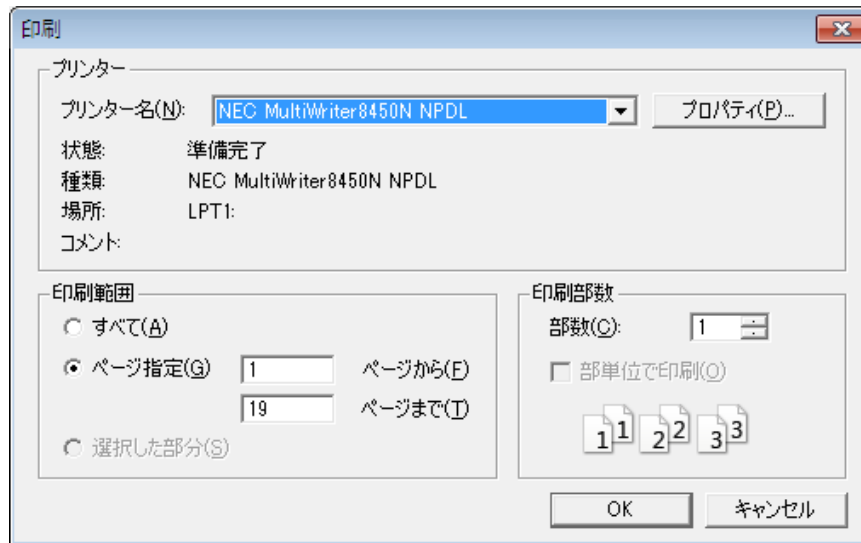 印刷
プリンター
プリンター名(N): NEC MultiWriter8450N NPDL プロパティ(P)...
状態: 準備完了
種類: NEC MultiWriter8450N NPDL
場所: LPT1:
コメント:
印刷範囲
すべて(A)
ページ指定(G) 1 ページから(F)
19 ページまで(T)
選択した部分(S)
印刷部数
部数(C): 1
部単位で印刷(O)
1 1 2 2 3 3
OK キャンセル